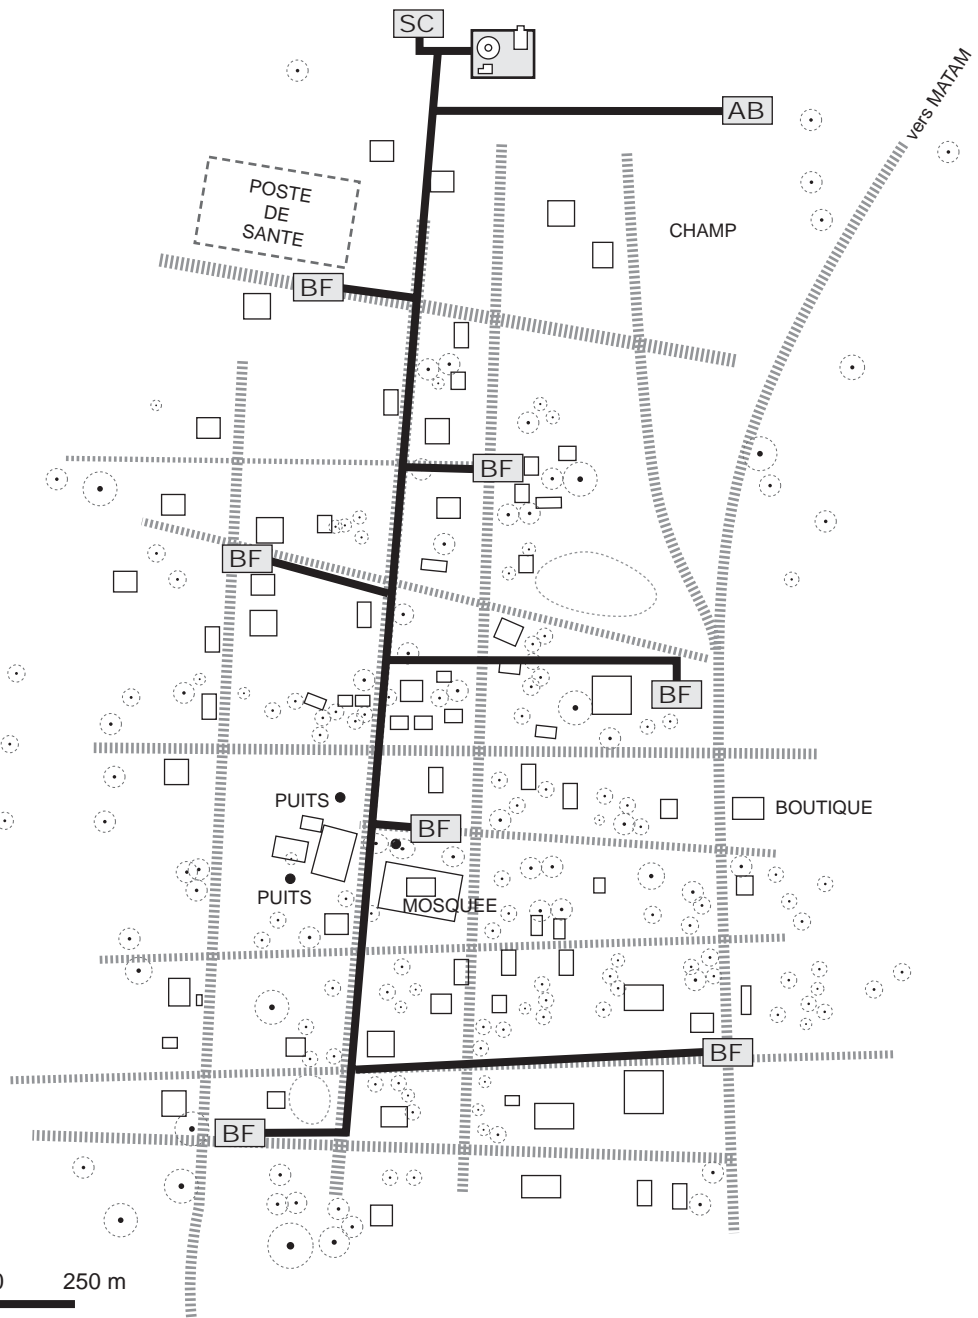 SC
AB
vers MATAM
POSTE
DE
SANTE
CHAMP
BF
BF
BF
BF
PUITS
BOUTIQUE
BF
PUITS
MOSQUEE
BF
BF
0
250 m